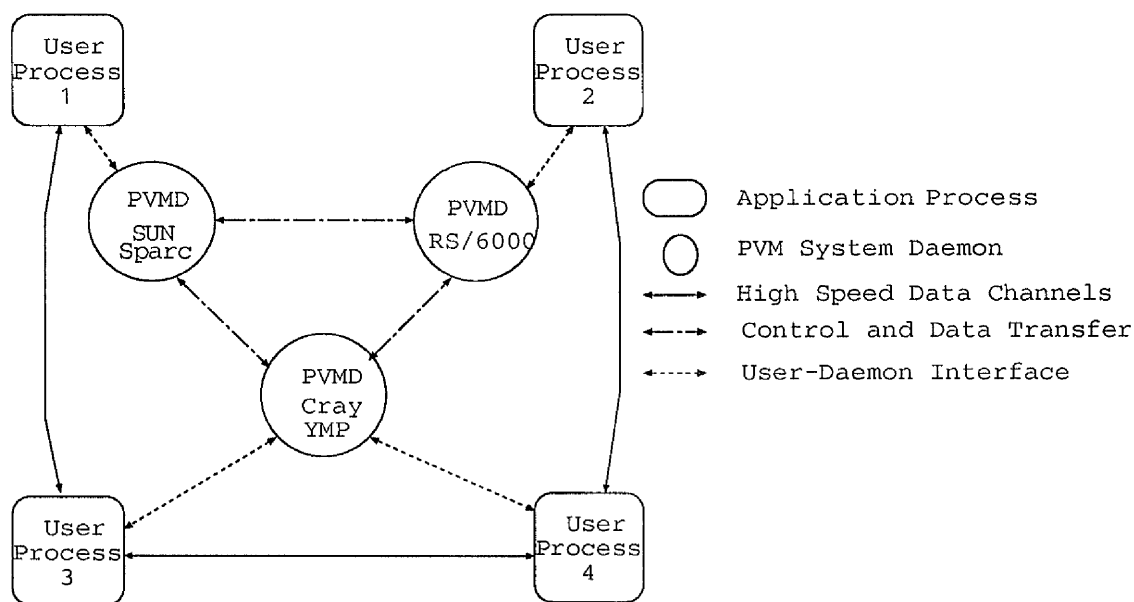 User
Process
1
User
Process
2
PVMD
SUN
Sparc
PVMD
RS/6000
PVMD
Cray
YMP
User
Process
3
User
Process
4
Application Process
PVM System Daemon
High Speed Data Channels
Control and Data Transfer
User-Daemon Interface